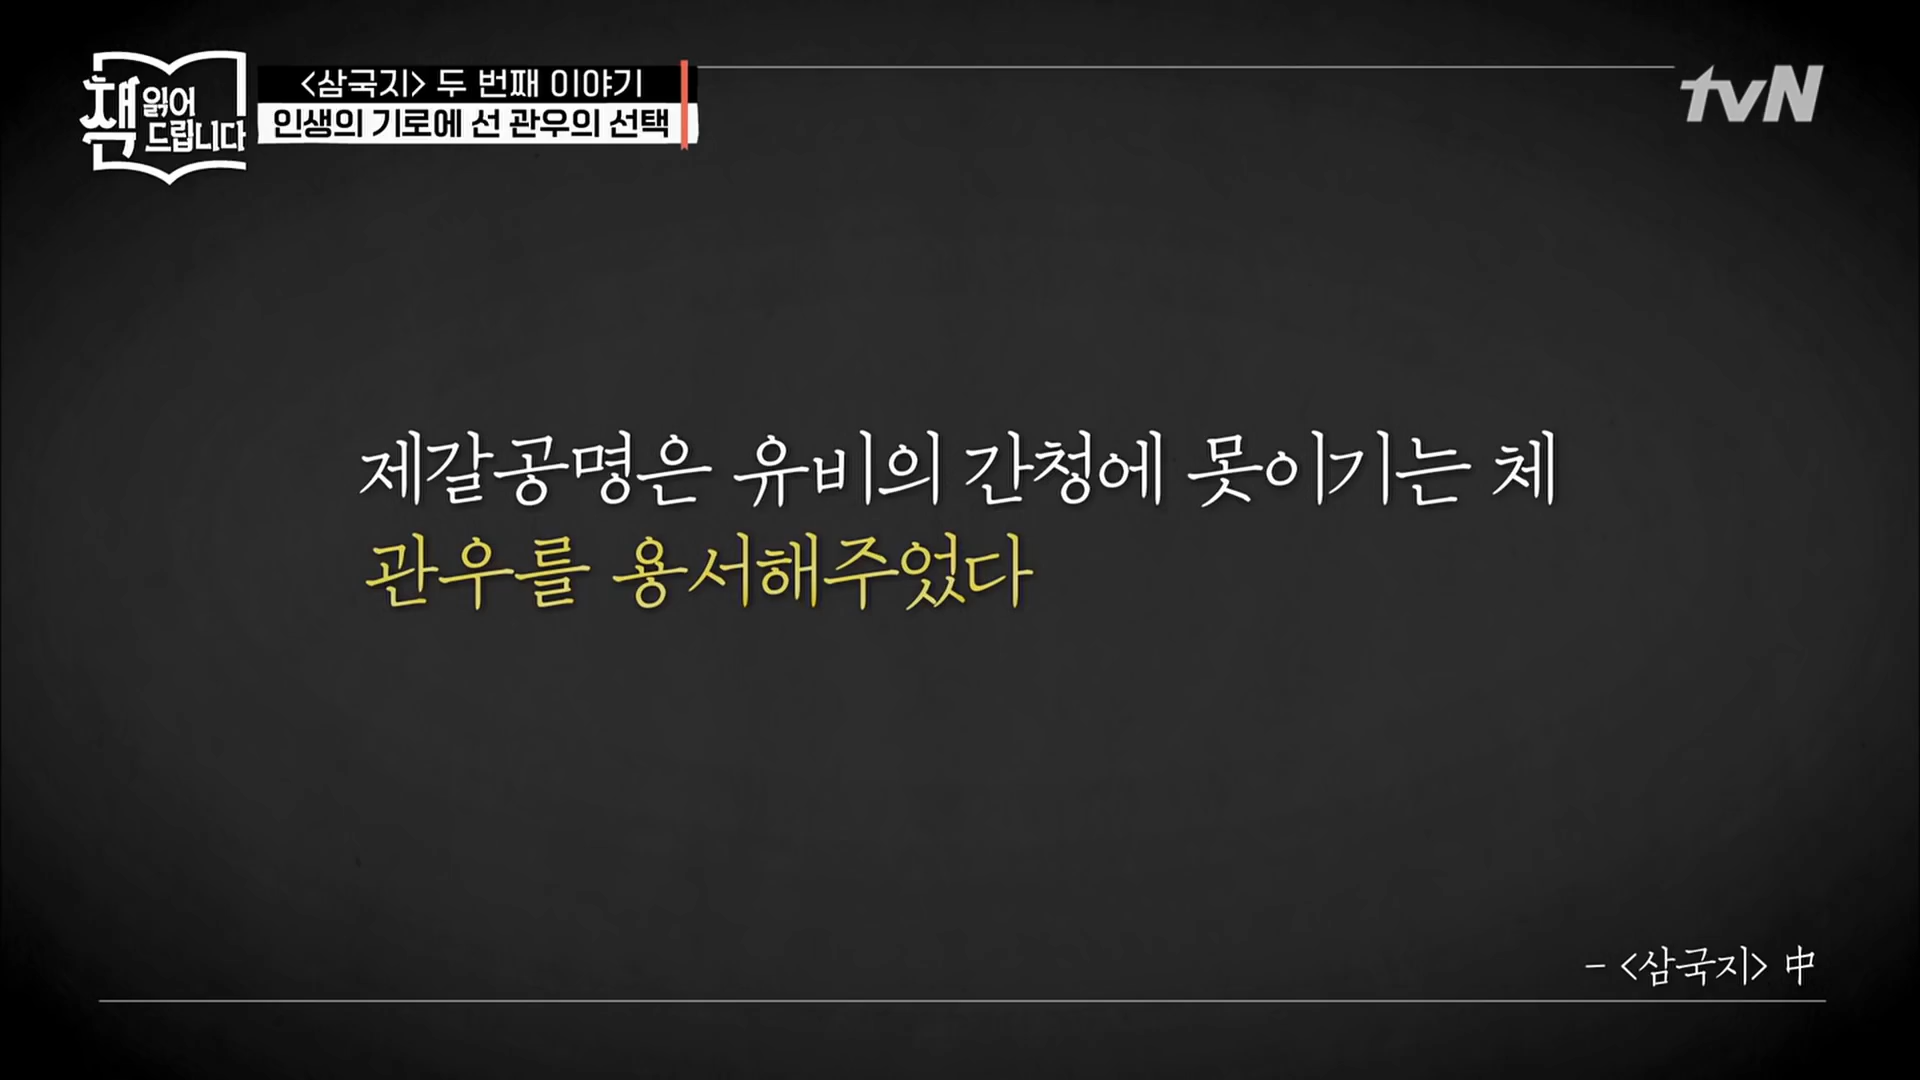 책 읽어드립니다
<삼국지> 두 번째 이야기
인생의 기로에 선 관우의 선택
tvN
제갈공명은 유비의 간청에 못이기는 체
관우를 용서해주었다
- <삼국지> 中